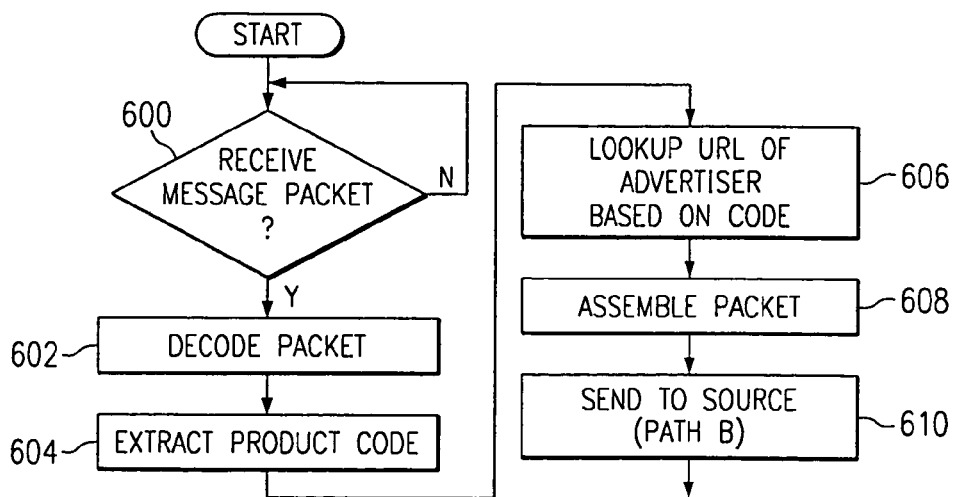 START
600
RECEIVE
MESSAGE PACKET
?
N
Y
602
DECODE PACKET
604
EXTRACT PRODUCT CODE
LOOKUP URL OF
ADVERTISER
BASED ON CODE
606
ASSEMBLE PACKET
608
SEND TO SOURCE
(PATH B)
610